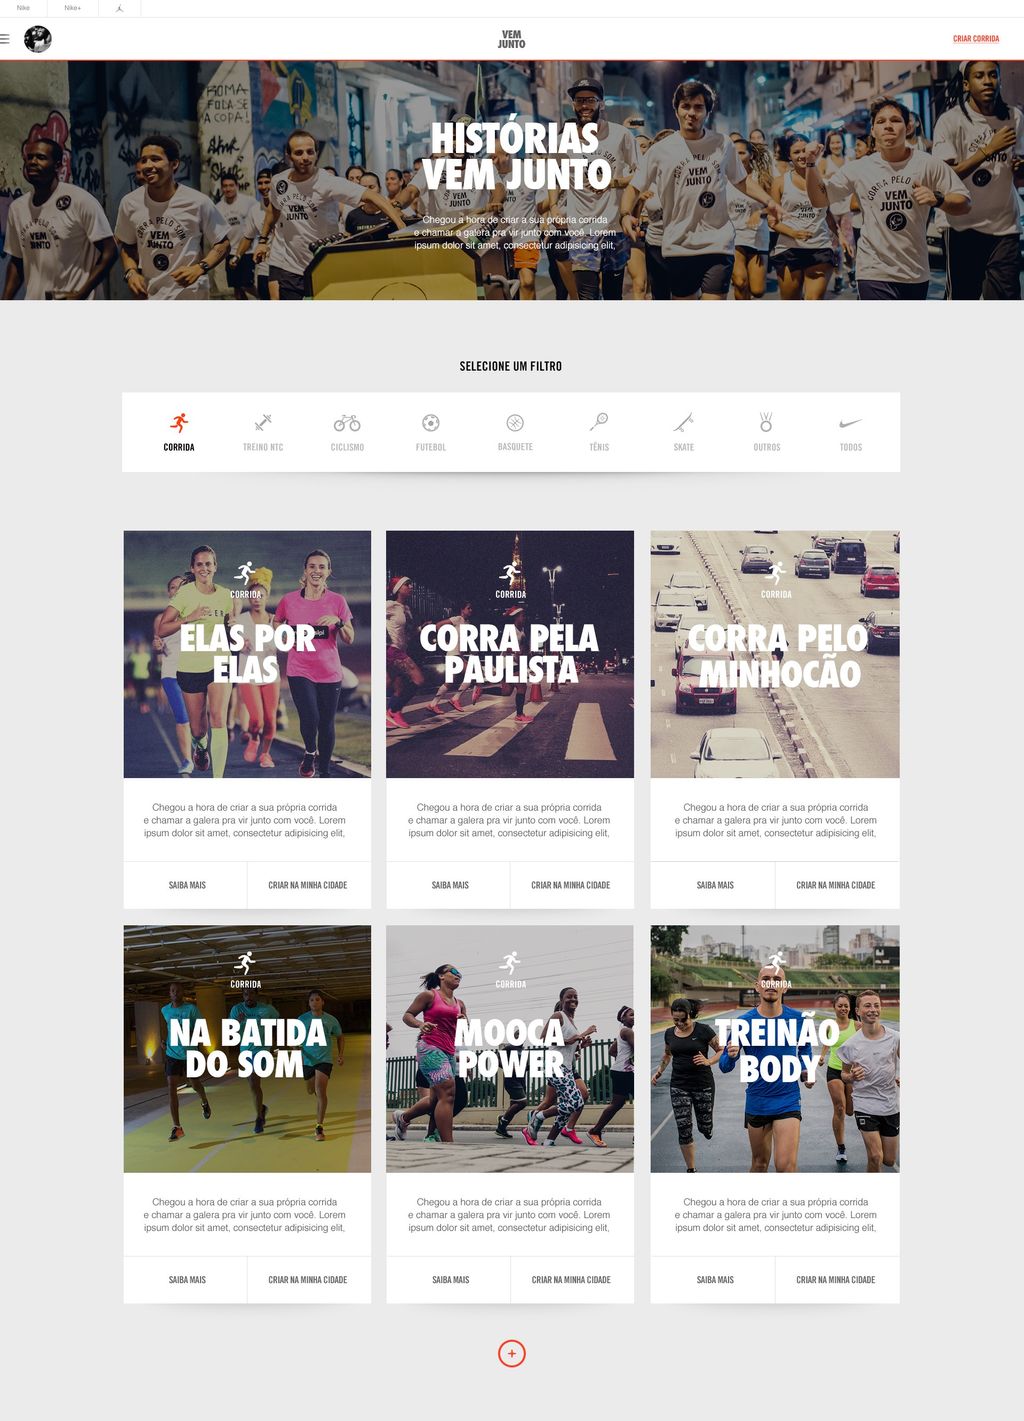 Nike
Nike+
VEM
JUNTO
CRIAR CORRIDA
HISTÓRIAS
VEM JUNTO
Chegou a hora de criar a sua própria corrida
e chamar a galera pra vir junto com você. Lorem
ipsum dolor sit amet, consectetur adipisicing elit,
SELECIONE UM FILTRO
CORRIDA
TREINO NTC
CICLISMO
FUTEBOL
BASQUETE
TÊNIS
SKATE
OUTROS
TODOS
CORRIDA
ELAS POR
ELAS
Chegou a hora de criar a sua própria corrida
e chamar a galera pra vir junto com você. Lorem
ipsum dolor sit amet, consectetur adipisicing elit,
SAIBA MAIS
CRIAR NA MINHA CIDADE
CORRIDA
CORRA PELA
PAULISTA
Chegou a hora de criar a sua própria corrida
e chamar a galera pra vir junto com você. Lorem
ipsum dolor sit amet, consectetur adipisicing elit,
SAIBA MAIS
CRIAR NA MINHA CIDADE
CORRIDA
CORRA PELO
MINHOCÃO
Chegou a hora de criar a sua própria corrida
e chamar a galera pra vir junto com você. Lorem
ipsum dolor sit amet, consectetur adipisicing elit,
SAIBA MAIS
CRIAR NA MINHA CIDADE
CORRIDA
NA BATIDA
DO SOM
Chegou a hora de criar a sua própria corrida
e chamar a galera pra vir junto com você. Lorem
ipsum dolor sit amet, consectetur adipisicing elit,
SAIBA MAIS
CRIAR NA MINHA CIDADE
CORRIDA
MOOCA
POWER
Chegou a hora de criar a sua própria corrida
e chamar a galera pra vir junto com você. Lorem
ipsum dolor sit amet, consectetur adipisicing elit,
SAIBA MAIS
CRIAR NA MINHA CIDADE
CORRIDA
TREINÃO
BODY
Chegou a hora de criar a sua própria corrida
e chamar a galera pra vir junto com você. Lorem
ipsum dolor sit amet, consectetur adipisicing elit,
SAIBA MAIS
CRIAR NA MINHA CIDADE